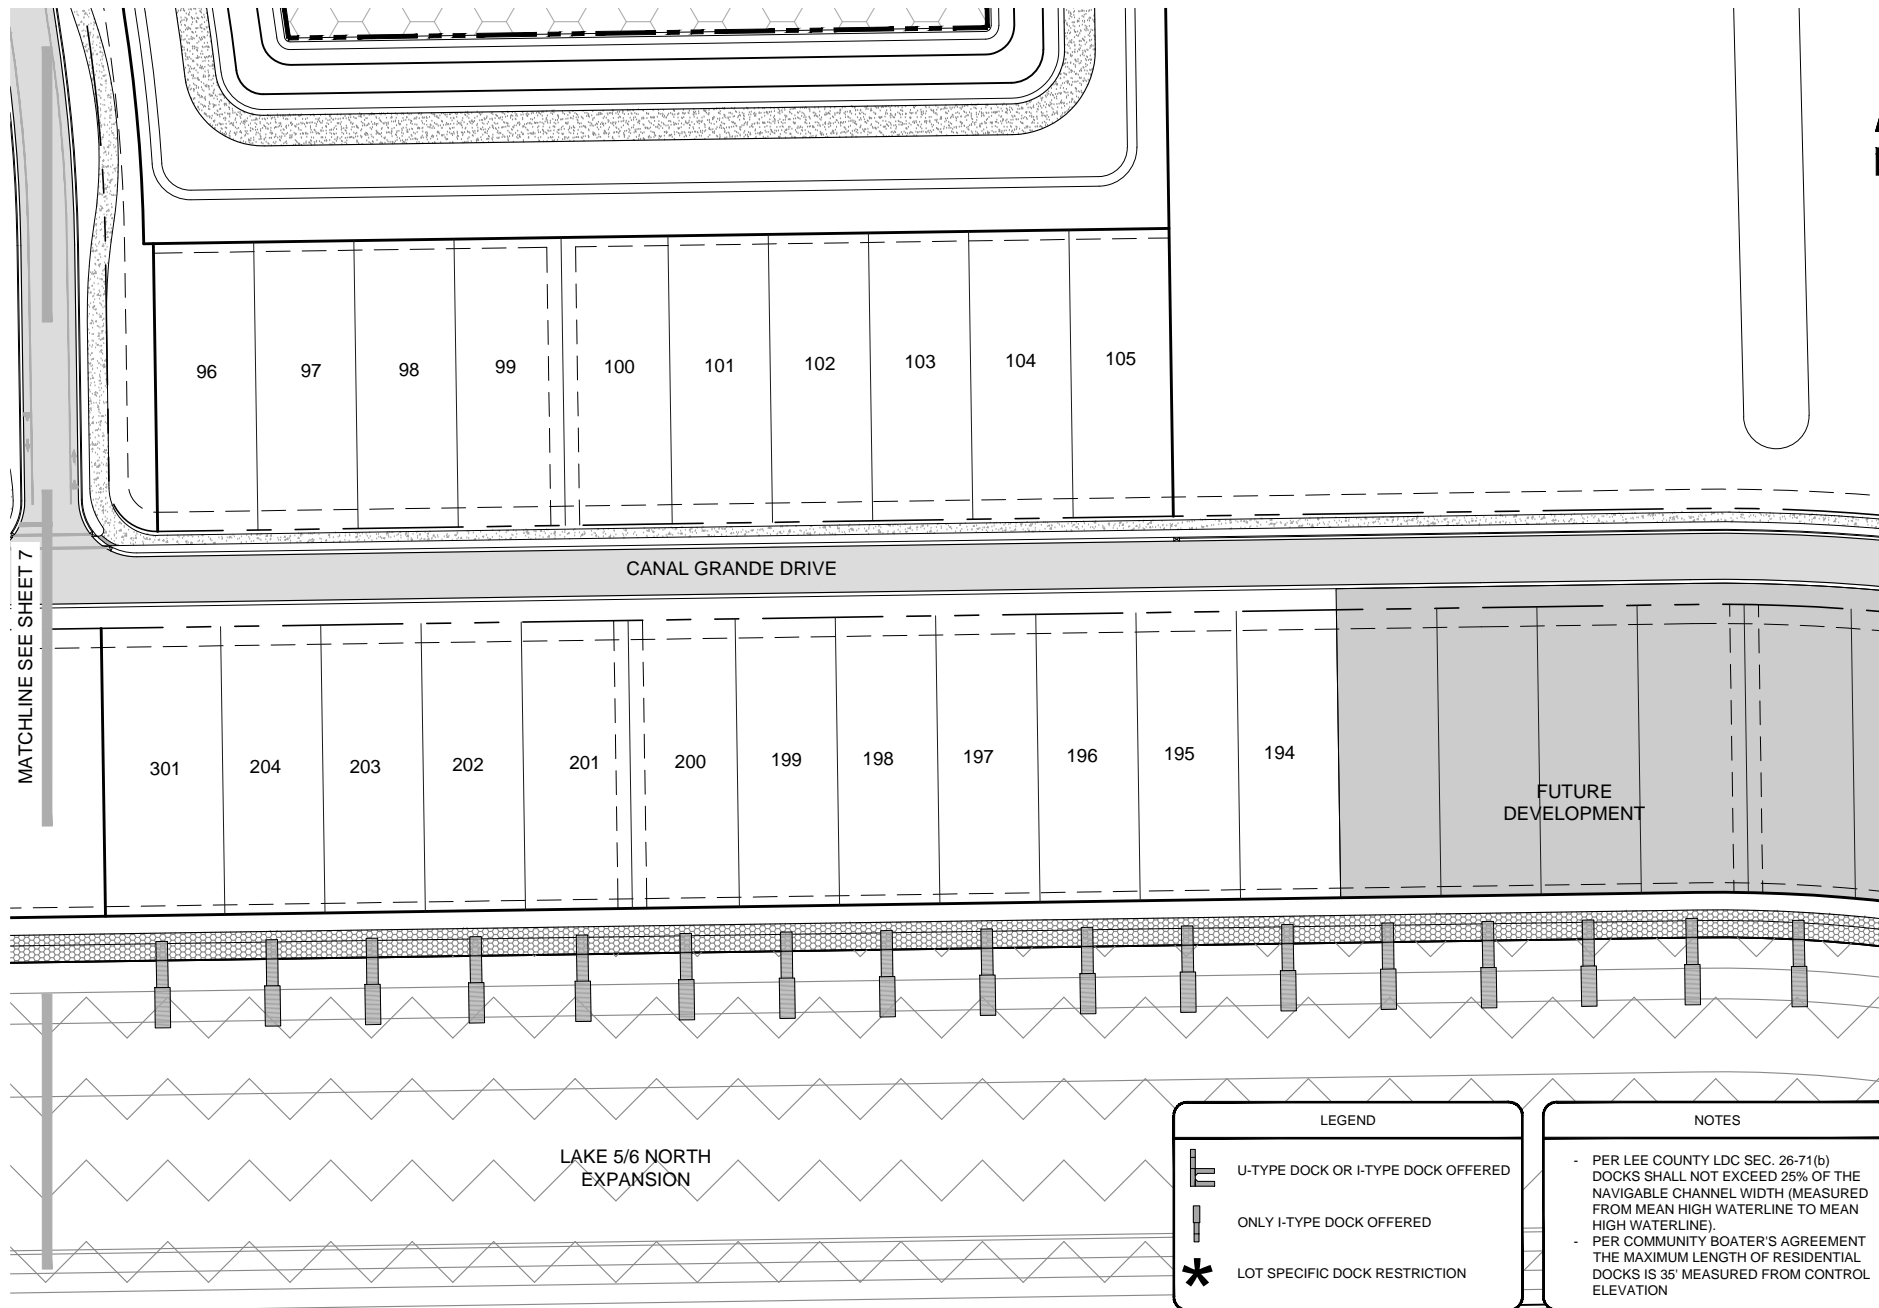 96
97
98
99
100
101
102
103
104
105
CANAL GRANDE DRIVE
MATCHLINE SEE SHEET 7
301
204
203
202
201
200
199
198
197
196
195
194
FUTURE
DEVELOPMENT
LAKE 5/6 NORTH
EXPANSION
LEGEND
U-TYPE DOCK OR I-TYPE DOCK OFFERED
ONLY I-TYPE DOCK OFFERED
LOT SPECIFIC DOCK RESTRICTION
NOTES
- PER LEE COUNTY LDC SEC. 26-71(b)
DOCKS SHALL NOT EXCEED 25% OF THE
NAVIGABLE CHANNEL WIDTH (MEASURED
FROM MEAN HIGH WATERLINE TO MEAN
HIGH WATERLINE).
- PER COMMUNITY BOATER'S AGREEMENT
THE MAXIMUM LENGTH OF RESIDENTIAL
DOCKS IS 35' MEASURED FROM CONTROL
ELEVATION